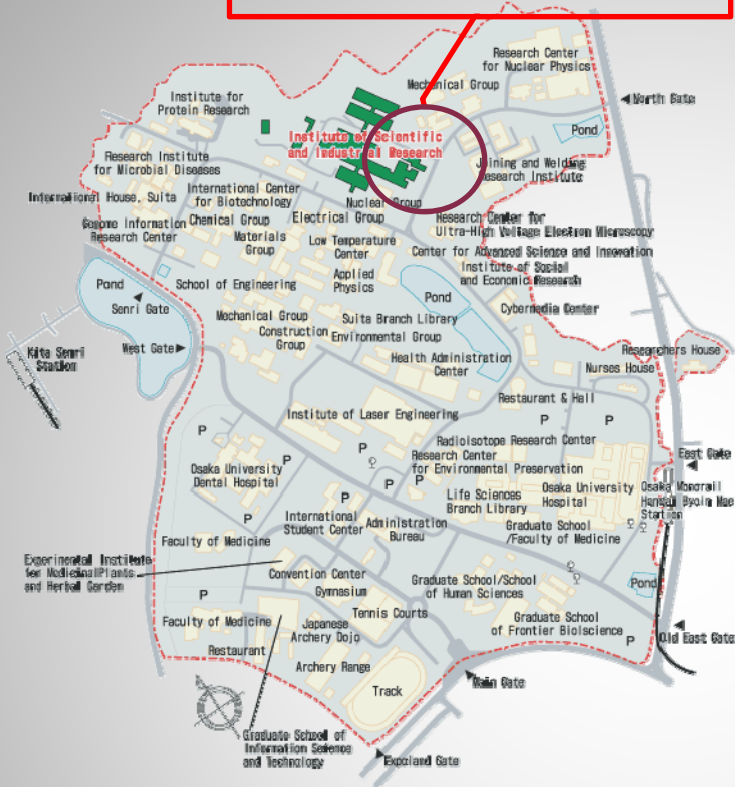 Research Center
for Nuclear Physics
Mechanical Group
North Gate
Institute for
Protein Research
Pond
Institute of Scientific
and Industrial Research
Research Institute
for Microbial Diseases
Joining and Welding
Research Institute
International House, Suita
International Center
for Biotechnology
Nuclear Group
Genome Information
Research Center
Chemical Group
Electrical Group
Research Center for
Ultra-High Voltage Electron Microscopy
Materials
Group
Low Temperature
Center
Center for Advanced Science and Innovation
Institute of Social
and Economic Research
Applied
Physics
Pond
Senri Gate
School of Engineering
Pond
Cybermedia Center
Mechanical Group
Suita Branch Library
Construction
Group
Environmental Group
West Gate
Kita Senri
Station
Health Administration
Center
Researchers House
Nurses House
Restaurant & Hall
Institute of Laser Engineering
P
P
P
Radioisotope Research Center
East Gate
P
Research Center
for Environmental Preservation
Osaka University
Dental Hospital
P
P
Life Sciences
Branch Library
Osaka University
Hospital
Osaka Monorail
Handai Byoin Mae
Station
P
P
International
Student Center
Administration
Bureau
Graduate School
/Faculty of Medicine
Faculty of Medicine
Experimental Institute
for Medicinal Plants
and Herbal Garden
Convention Center
Gymnasium
Graduate School/School
of Human Sciences
Pond
P
Tennis Courts
Faculty of Medicine
Japanese
Archery Dojo
Graduate School
of Frontier Bioscience
P
Old East Gate
Restaurant
Archery Range
Track
Main Gate
Graduate School of
Information Science
and Technology
Expoland Gate